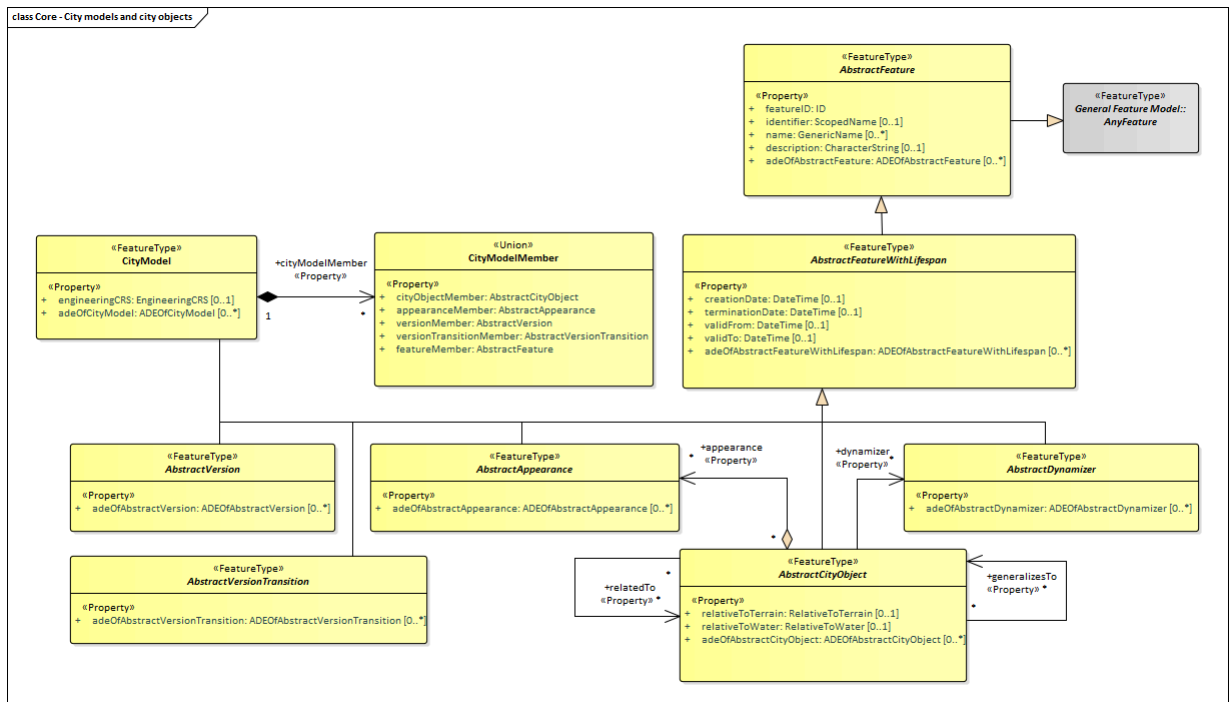 class Core - City models and city objects
«FeatureType»
AbstractFeature
«Property»
+ featureID: ID
+ identifier: ScopedName [0..1]
+ name: GenericName [0..*]
+ description: CharacterString [0..1]
+ adeOfAbstractFeature: ADEOfAbstractFeature [0..*]
«FeatureType»
General Feature Model::
AnyFeature
«FeatureType»
CityModel
«Property»
+ engineeringCRS: EngineeringCRS [0..1]
+ adeOfCityModel: ADEOfCityModel [0..*]
+cityModelMember
«Property»
1
*
«Union»
CityModelMember
«Property»
+ cityObjectMember: AbstractCityObject
+ appearanceMember: AbstractAppearance
+ versionMember: AbstractVersion
+ versionTransitionMember: AbstractVersionTransition
+ featureMember: AbstractFeature
«FeatureType»
AbstractFeatureWithLifespan
«Property»
+ creationDate: DateTime [0..1]
+ terminationDate: DateTime [0..1]
+ validFrom: DateTime [0..1]
+ validTo: DateTime [0..1]
+ adeOfAbstractFeatureWithLifespan: ADEOfAbstractFeatureWithLifespan [0..*]
«FeatureType»
AbstractVersion
«Property»
+ adeOfAbstractVersion: ADEOfAbstractVersion [0..*]
«FeatureType»
AbstractAppearance
«Property»
+ adeOfAbstractAppearance: ADEOfAbstractAppearance [0..*]
+appearance
* «Property»
*
+dynamizer
«Property» *
«FeatureType»
AbstractDynamizer
«Property»
+ adeOfAbstractDynamizer: ADEOfAbstractDynamizer [0..*]
«FeatureType»
AbstractVersionTransition
«Property»
+ adeOfAbstractVersionTransition: ADEOfAbstractVersionTransition [0..*]
*
+relatedTo
«Property» *
«FeatureType»
AbstractCityObject
«Property»
+ relativeToTerrain: RelativeToTerrain [0..1]
+ relativeToWater: RelativeToWater [0..1]
+ adeOfAbstractCityObject: ADEOfAbstractCityObject [0..*]
+generalizesTo
«Property» *
*